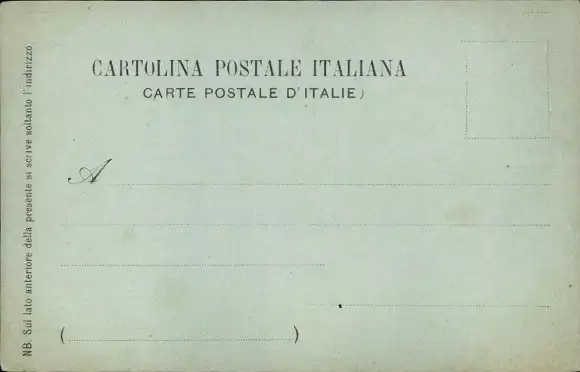 CARTOLINA POSTALE ITALIANA
CARTE POSTALE D'ITALIE)
A
( )
NB. Sul lato anteriore della presente si scrive soltanto l'indirizzo